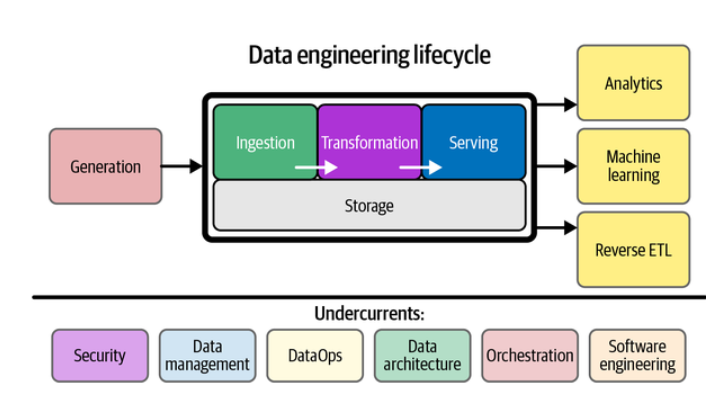 Data engineering lifecycle
Generation
Ingestion
Transformation
Serving
Storage
Analytics
Machine
learning
Reverse ETL
Undercurrents:
Security
Data
management
DataOps
Data
architecture
Orchestration
Software
engineering